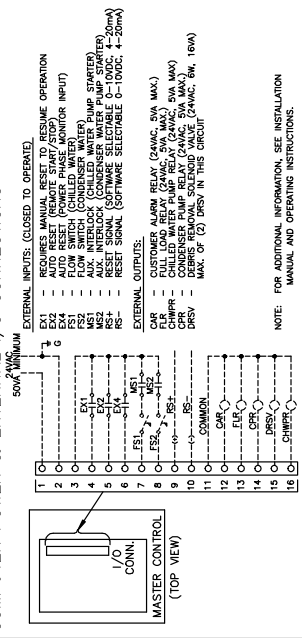 24VAC
50VA MINIMUM
G
1
2
3
4
5
6
7
8
9
10
11
12
13
14
15
16
EX1
EX2
EX4
FS1
MS1
FS2
MS2
RS+
RS-
COMMON
CAR
FLR
CPR
DRSV
CHWPR
I/O
CONN.
MASTER CONTROL
(TOP VIEW)
EXTERNAL INPUTS: (CLOSED TO OPERATE)
EX1 - REQUIRES MANUAL RESET TO RESUME OPERATION
EX2 - AUTO RESET (REMOTE START/STOP)
EX4 - AUTO RESET (POWER PHASE MONITOR INPUT)
FS1 - FLOW SWITCH (CHILLED WATER)
FS2 - FLOW SWITCH (CONDENSER WATER)
MS1 - AUX. INTERLOCK (CHILLED WATER PUMP STARTER)
MS2 - AUX. INTERLOCK (CONDENSER WATER PUMP STARTER)
RS+ - RESET SIGNAL (SOFTWARE SELECTABLE 0-10VDC, 4-20mA)
RS- - RESET SIGNAL (SOFTWARE SELECTABLE 0-10VDC, 4-20mA)
EXTERNAL OUTPUTS:
CAR - CUSTOMER ALARM RELAY (24VAC, 5VA MAX.)
FLR - FULL LOAD RELAY (24VAC, 5VA MAX.)
CHWPR - CHILLED WATER PUMP RELAY (24VAC, 5VA MAX)
CPR - CONDENSER PUMP RELAY (24VAC, 5VA MAX.)
DRSV - DEBRIS REMOVAL SOLENOID VALVE (24VAC, 6W, 16VA)
MAX. OF (2) DRSV IN THIS CIRCUIT
NOTE: FOR ADDITIONAL INFORMATION, SEE INSTALLATION
MANUAL AND OPERATING INSTRUCTIONS.